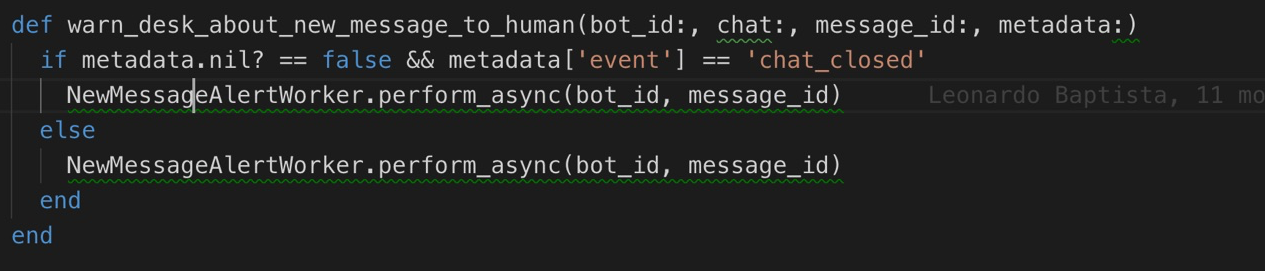 def warn_desk_about_new_message_to_human(bot_id:, chat:, message_id:, metadata:)
  if metadata.nil? == false && metadata['event'] == 'chat_closed'
    NewMessageAlertWorker.perform_async(bot_id, message_id)      Leonardo Baptista, 11 mo
  else
    NewMessageAlertWorker.perform_async(bot_id, message_id)
  end
end